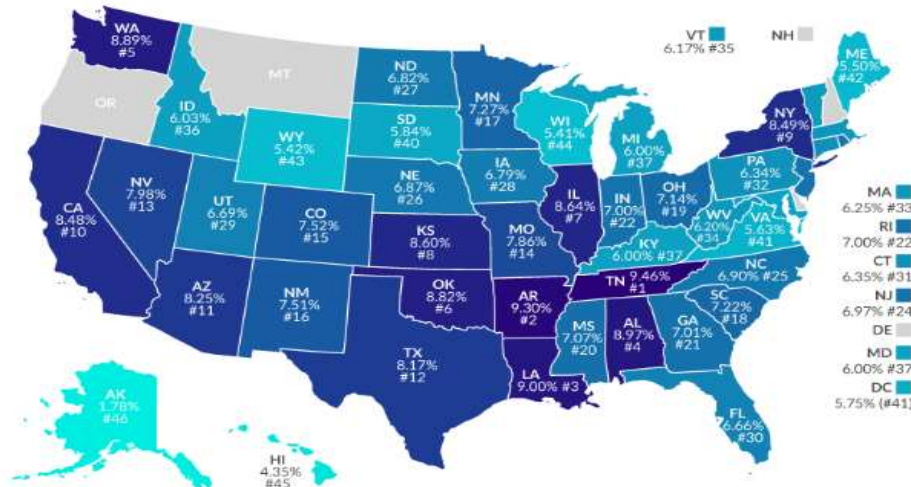 WA
8.89%
#5
MT
OR
ID
6.03%
#36
WY
5.42%
#43
ND
6.82%
#27
SD
5.84%
#40
MN
7.27%
#17
WI
5.41%
#44
MI
6.00%
#37
VT
6.17% #35
NH
ME
5.50%
#42
NY
8.49%
#9
CA
8.48%
#10
NV
7.98%
#13
UT
6.69%
#29
CO
7.52%
#15
NE
6.87%
#26
IA
6.79%
#28
IL
8.64%
#7
IN
7.00%
#22
OH
7.14%
#19
PA
6.34%
#32
WV
6.20%
#34
VA
5.63%
#41
KS
8.60%
#8
MO
7.86%
#14
KY
6.00% #37
NC
6.90% #25
TN 9.46%
#1
AZ
8.25%
#11
NM
7.51%
#16
OK
8.82%
#6
AR
9.30%
#2
MS
7.07%
#20
AL
8.97%
#4
GA
7.01%
#21
SC
7.22%
#18
TX
8.17%
#12
LA
9.00% #3
FL
6.66%
#30
AK
1.78%
#46
HI
4.35%
#45
MA
6.25% #33
RI
7.00% #22
CT
6.35% #31
NJ
6.97% #24
DE
MD
6.00% #37
DC
5.75% (#41)